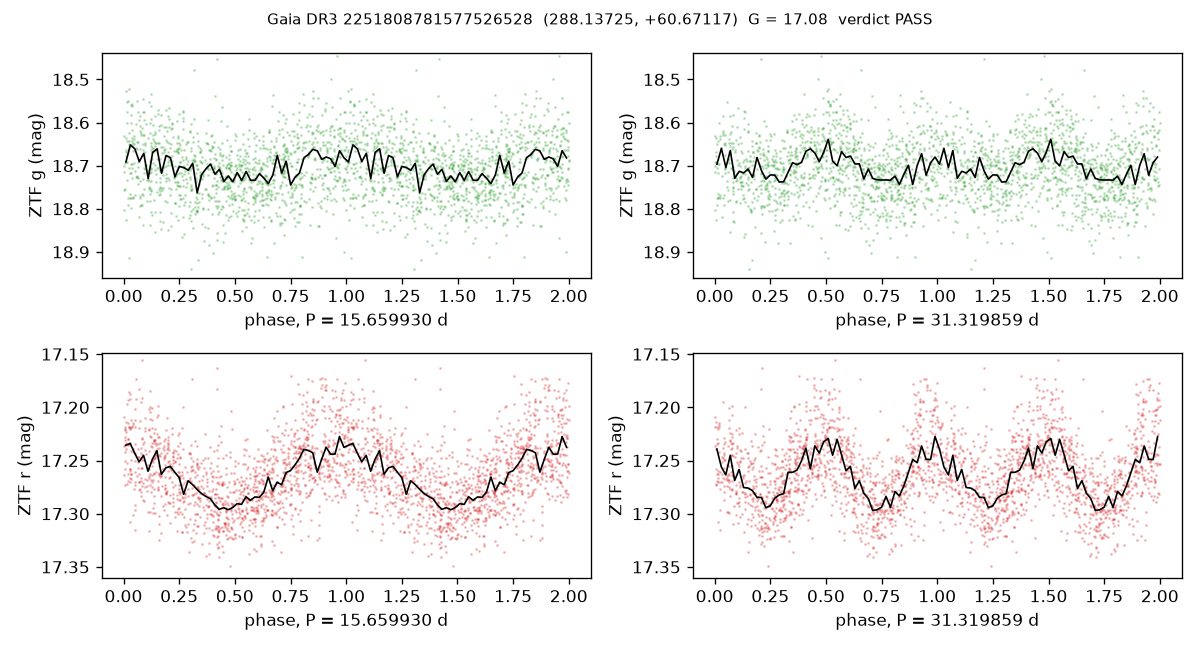 Gaia DR3 2251808781577526528 (288.13725, +60.67117) G = 17.08 verdict PASS
ZTF g (mag)
18.5
18.6
18.7
18.8
18.9
0.00 0.25 0.50 0.75 1.00 1.25 1.50 1.75 2.00
phase, P = 15.659930 d
ZTF g (mag)
18.5
18.6
18.7
18.8
18.9
0.00 0.25 0.50 0.75 1.00 1.25 1.50 1.75 2.00
phase, P = 31.319859 d
ZTF r (mag)
17.15
17.20
17.25
17.30
17.35
0.00 0.25 0.50 0.75 1.00 1.25 1.50 1.75 2.00
phase, P = 15.659930 d
ZTF r (mag)
17.15
17.20
17.25
17.30
17.35
0.00 0.25 0.50 0.75 1.00 1.25 1.50 1.75 2.00
phase, P = 31.319859 d